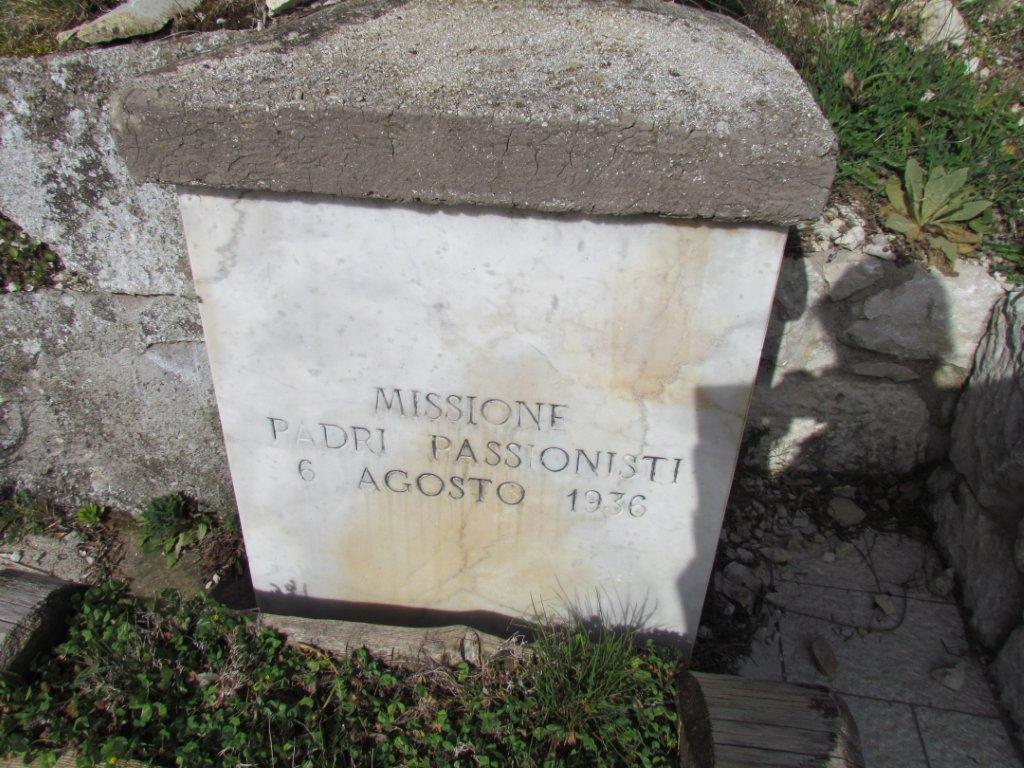 MISSIONE
PADRI PASSIONISTI
6 AGOSTO 1936